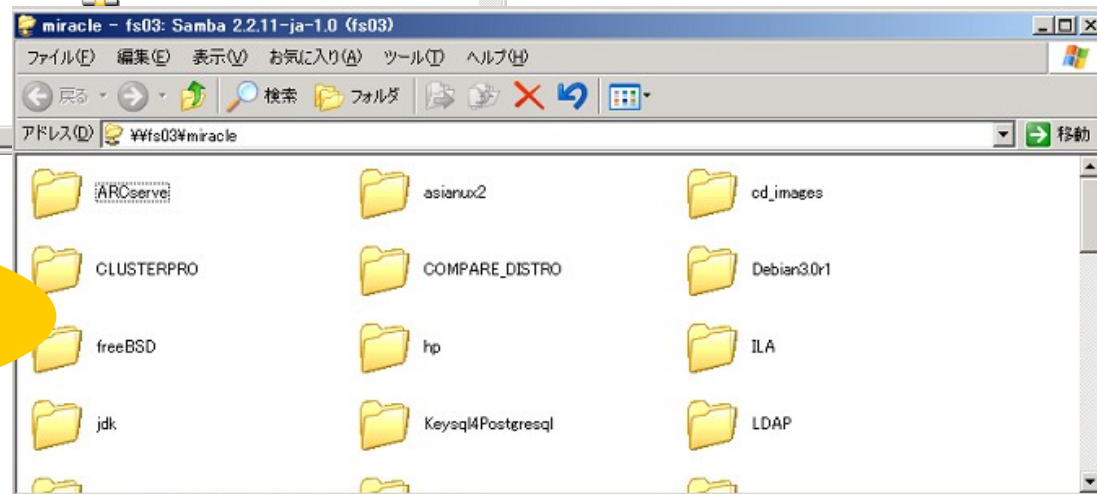 miracle - fs03: Samba 2.2.11-ja-1.0 (fs03)
ファイル(F) 編集(E) 表示(V) お気に入り(A) ツール(T) ヘルプ(H)
戻る 検索 フォルダ
アドレス(D) ¥¥fs03¥miracle 移動
ARCserve asianux2 cd_images
CLUSTERPRO COMPARE_DISTRO Debian3.0r1
freeBSD hp ILA
jdk Keysql4Postgresql LDAP